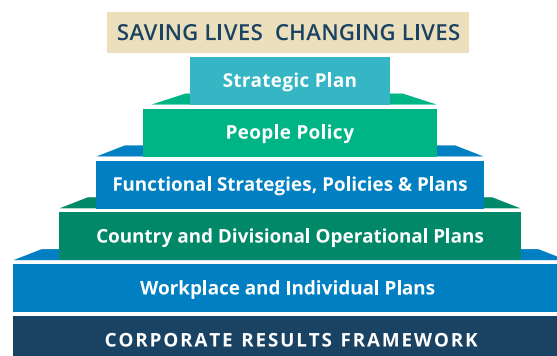 SAVING LIVES CHANGING LIVES
Strategic Plan
People Policy
Functional Strategies, Policies & Plans
Country and Divisional Operational Plans
Workplace and Individual Plans
CORPORATE RESULTS FRAMEWORK